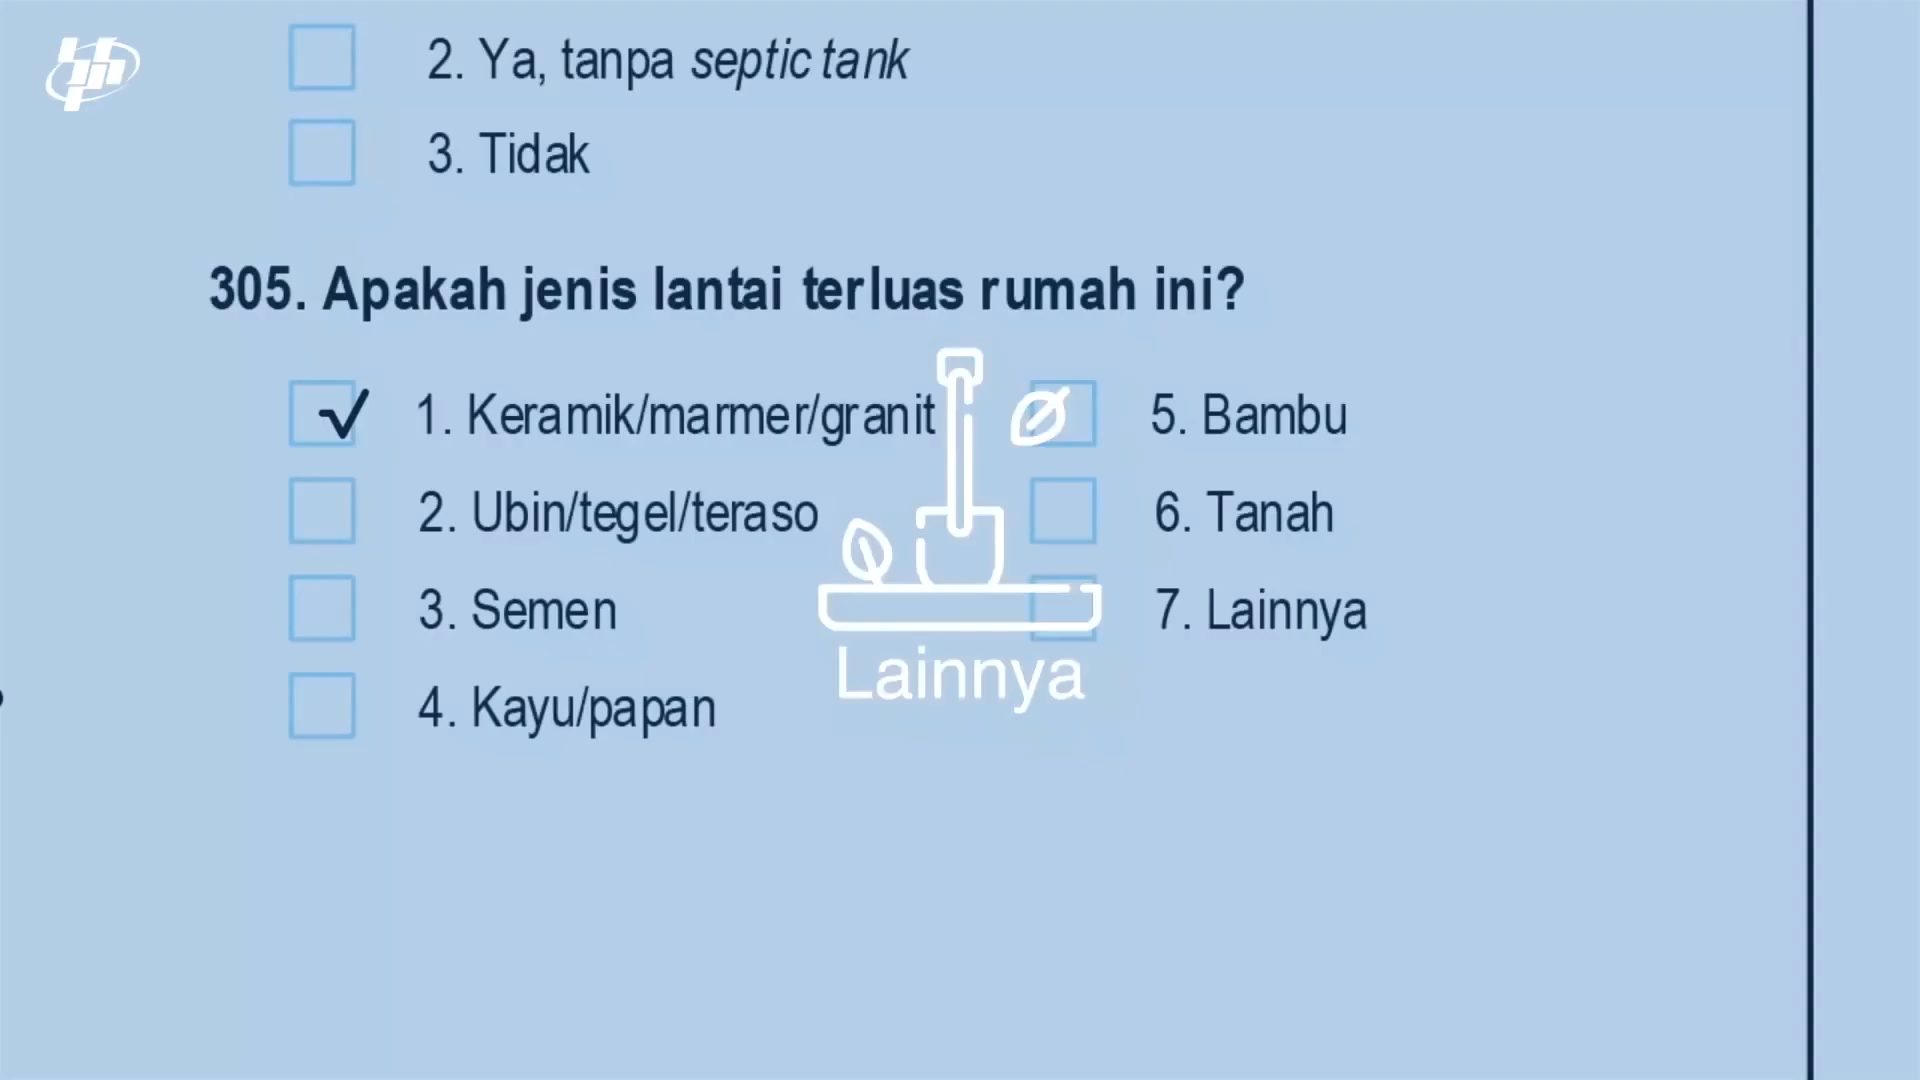 2. Ya, tanpa septic tank
3. Tidak
305. Apakah jenis lantai terluas rumah ini?
1. Keramik/marmer/granit
2. Ubin/tegel/teraso
3. Semen
4. Kayu/papan
5. Bambu
6. Tanah
7. Lainnya
Lainnya